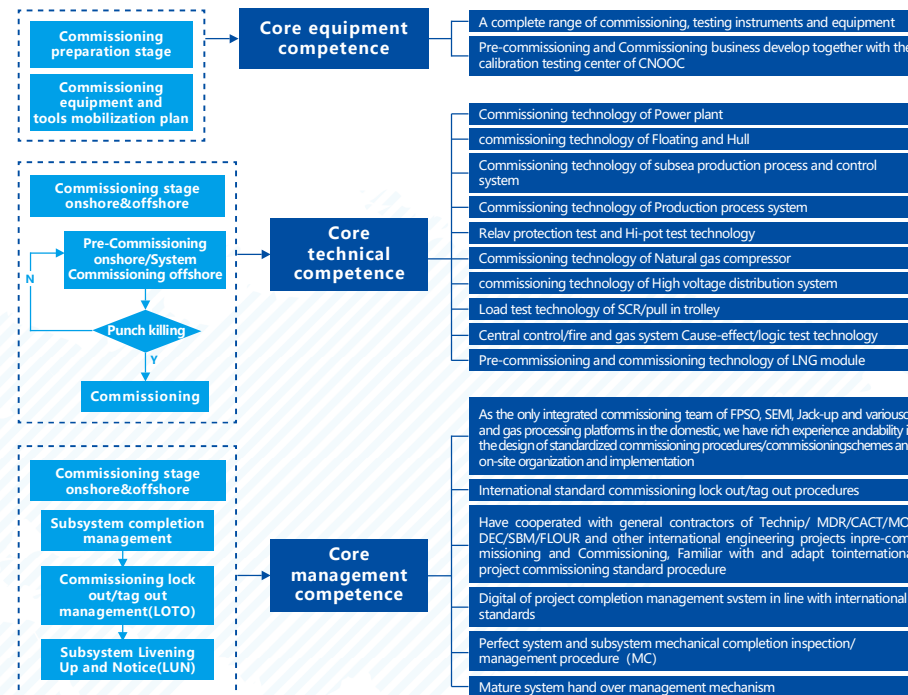 Commissioning
preparation stage
Commissioning
equipment and
tools mobilization plan
Core equipment
competence
A complete range of commissioning, testing instruments and equipment
Pre-commissioning and Commissioning business develop together with the
calibration testing center of CNOOC
Commissioning stage
onshore&offshore
Pre-Commissioning
onshore/System
Commissioning offshore
N
Punch killing
Y
Commissioning
Core
technical
competence
Commissioning technology of Power plant
commissioning technology of Floating and Hull
Commissioning technology of subsea production process and control
system
Commissioning technology of Production process system
Relav protection test and Hi-pot test technology
Commissioning technology of Natural gas compressor
commissioning technology of High voltage distribution system
Load test technology of SCR/pull in trolley
Central control/fire and gas system Cause-effect/logic test technology
Pre-commissioning and commissioning technology of LNG module
Commissioning stage
onshore&offshore
Subsystem completion
management
Commissioning lock
out/tag out
management(LOTO)
Subsystem Livening
Up and Notice(LUN)
Core
management
competence
As the only integrated commissioning team of FPSO, SEMI, Jack-up and variousc
and gas processing platforms in the domestic, we have rich experience andability i
the design of standardized commissioning procedures/commissioningschemes an
on-site organization and implementation
International standard commissioning lock out/tag out procedures
Have cooperated with general contractors of Technip/ MDR/CACT/MO
DEC/SBM/FLOUR and other international engineering projects inpre-com
missioning and Commissioning, Familiar with and adapt tointernationa
project commissioning standard procedure
Digital of project completion management svstem in line with international
standards
Perfect system and subsystem mechanical completion inspection/
management procedure（MC）
Mature system hand over management mechanism